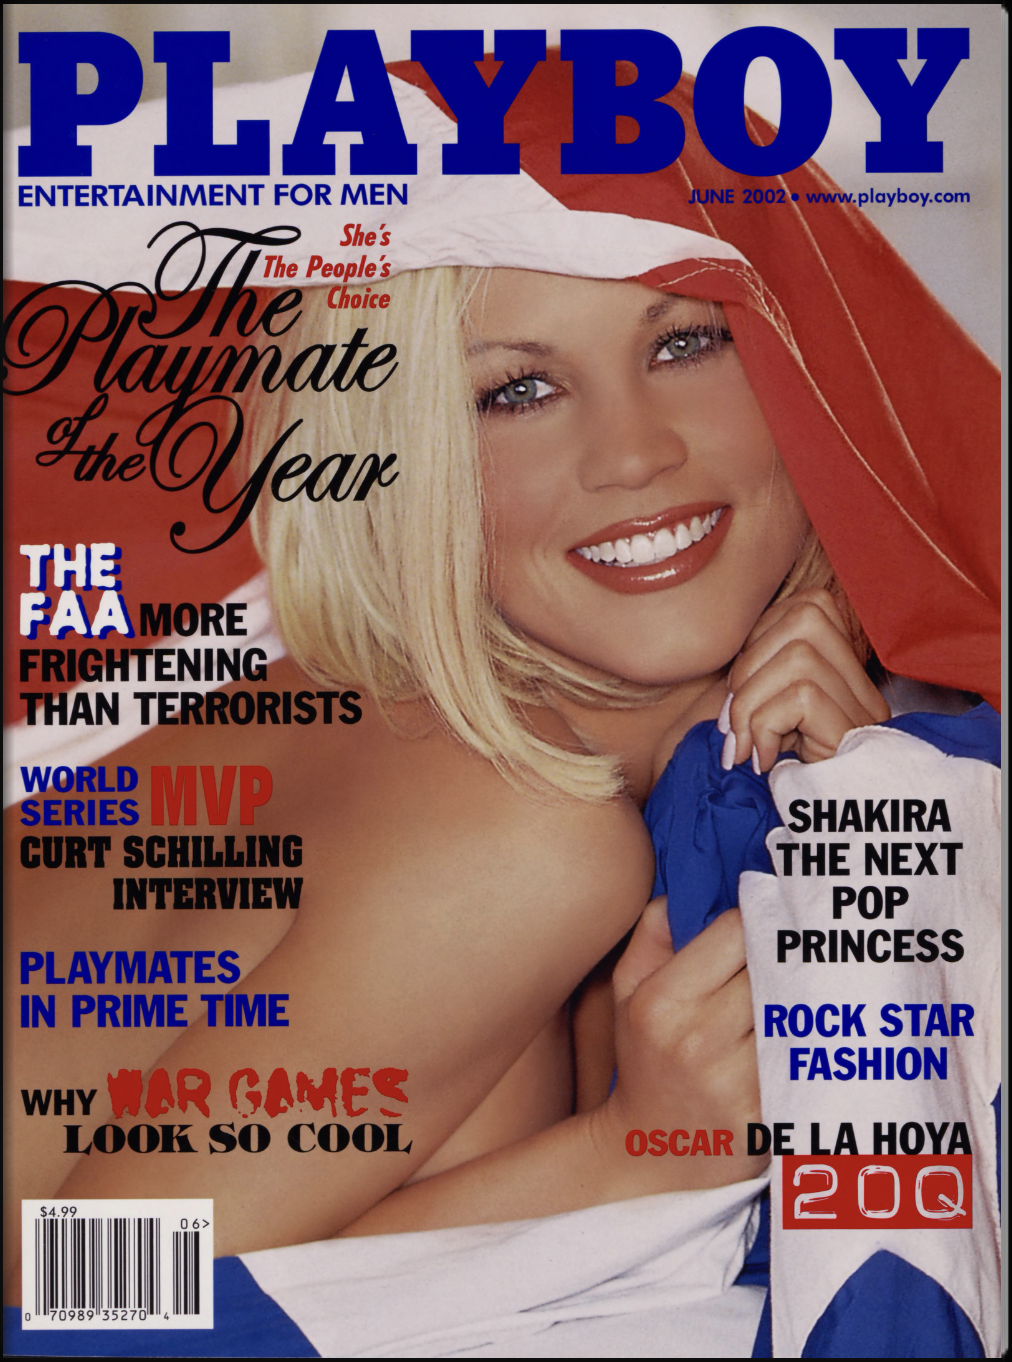 PLAYBOY
ENTERTAINMENT FOR MEN
JUNE 2002 • www.playboy.com
She's
The People's
Choice
The
Playmate
of the
Year
THE
FAA MORE
FRIGHTENING
THAN TERRORISTS
WORLD
SERIES MVP
CURT SCHILLING
INTERVIEW
PLAYMATES
IN PRIME TIME
WHY WAR GAMES
LOOK SO COOL
SHAKIRA
THE NEXT
POP
PRINCESS
ROCK STAR
FASHION
OSCAR DE LA HOYA
20Q
$4.99
06>
0 70989 35270 4